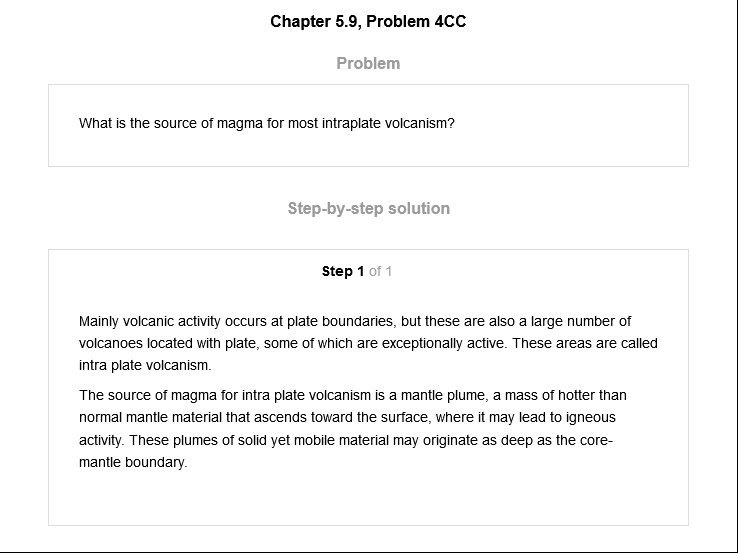 Chapter 5.9, Problem 4CC
Problem
What is the source of magma for most intraplate volcanism?
Step-by-step solution
Step 1 of 1
Mainly volcanic activity occurs at plate boundaries, but these are also a large number of
volcanoes located with plate, some of which are exceptionally active. These areas are called
intra plate volcanism.
The source of magma for intra plate volcanism is a mantle plume, a mass of hotter than
normal mantle material that ascends toward the surface, where it may lead to igneous
activity. These plumes of solid yet mobile material may originate as deep as the core-
mantle boundary.